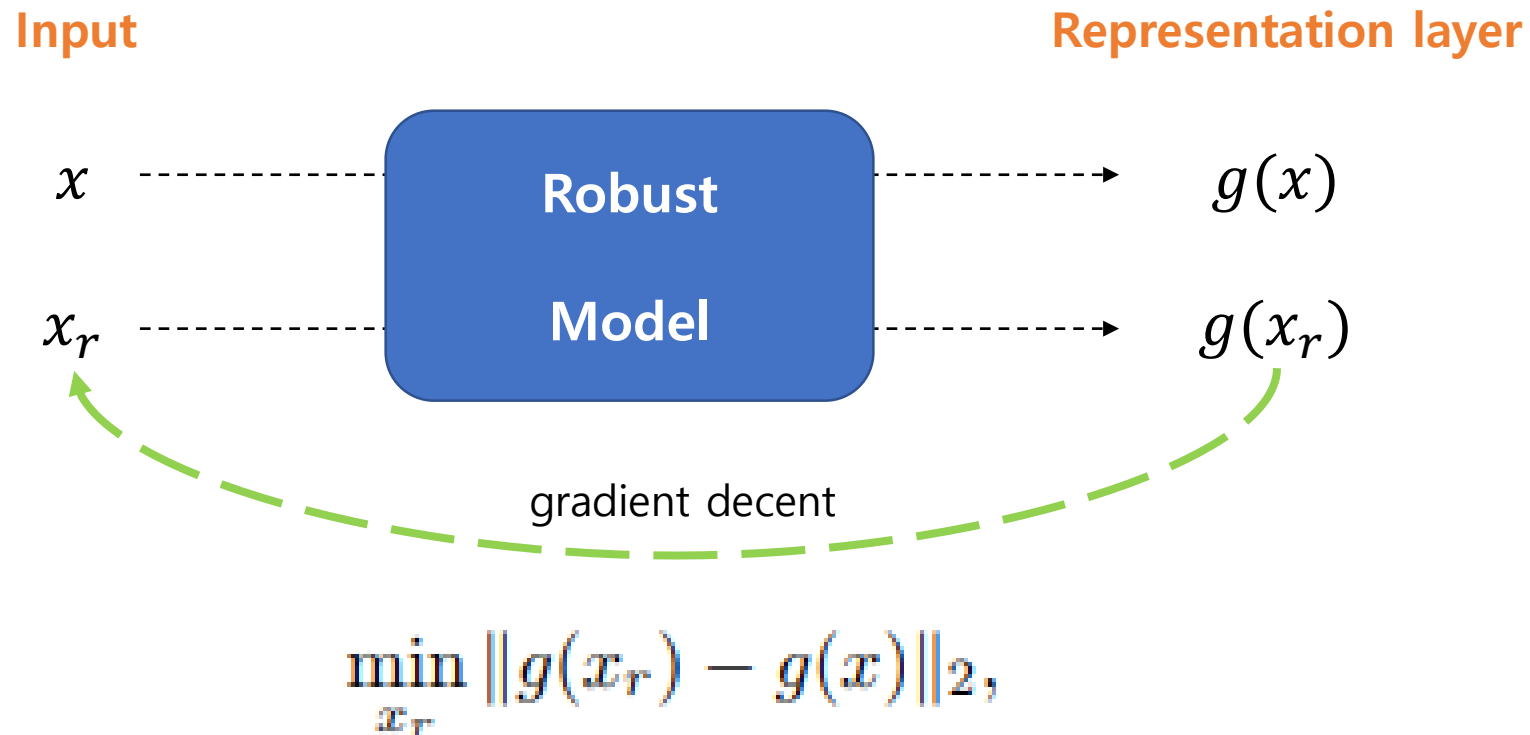 Input
Representation layer
x
Robust
g(x)
x_r
Model
g(x_r)
gradient decent
min_{x_r} ‖g(x_r) − g(x)‖_2,